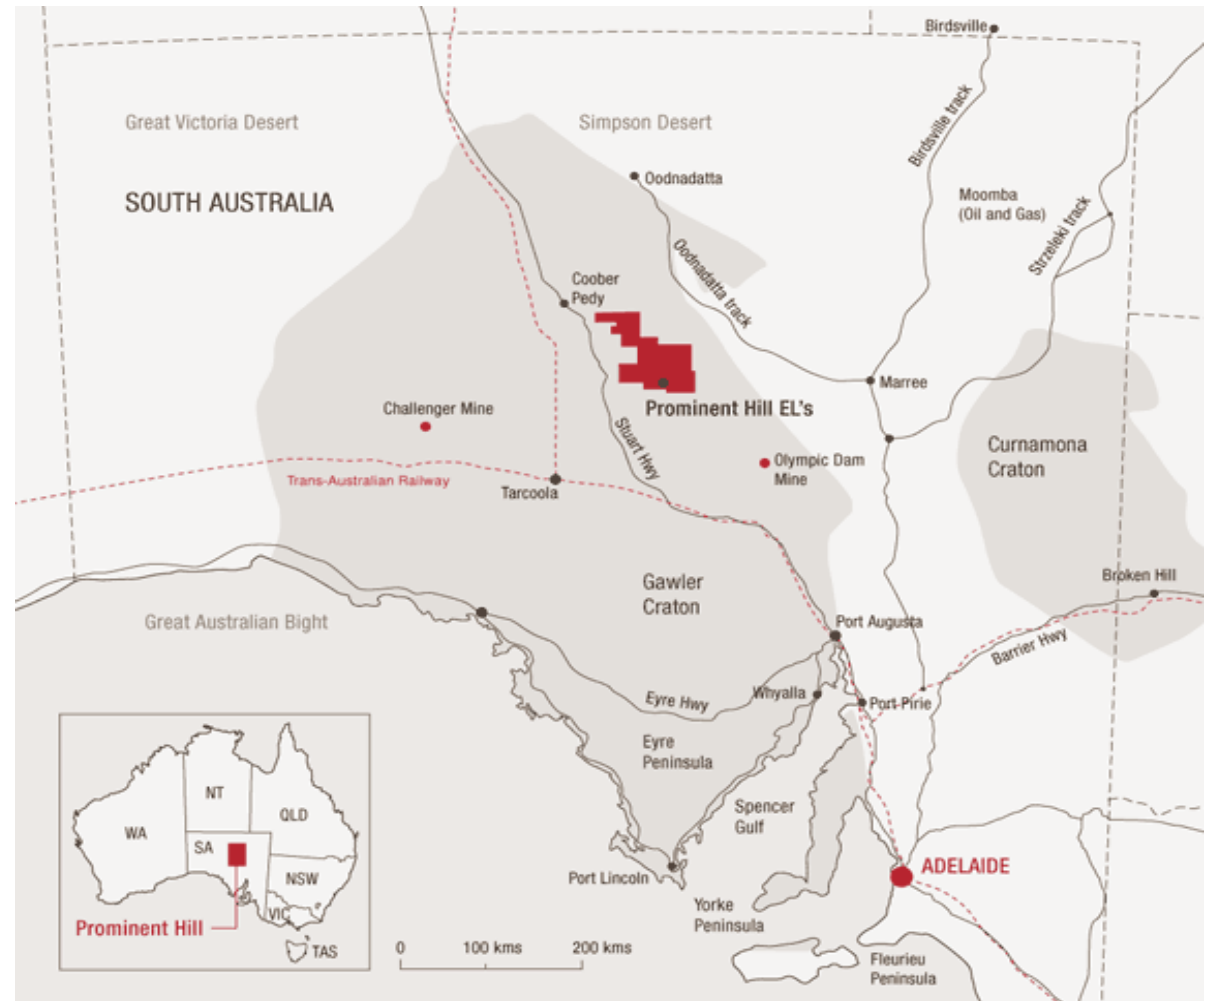 Birdsville
Great Victoria Desert
Simpson Desert
Birdsville track
Oodnadatta
SOUTH AUSTRALIA
Moomba
(Oil and Gas)
Strzeleki track
Oodnadatta track
Coober
Pedy
Marree
Prominent Hill EL's
Challenger Mine
Stuart Hwy
Curnamona
Craton
Olympic Dam
Mine
Trans-Australian Railway
Tarcoola
Gawler
Craton
Broken Hill
Great Australian Bight
Port Augusta
Barrier Hwy
Eyre Hwy
Whyalla
Port Pirie
Eyre
Peninsula
Spencer
Gulf
NT
QLD
WA
SA
NSW
VIC
TAS
Prominent Hill
Port Lincoln
ADELAIDE
Yorke
Peninsula
0 100 kms 200 kms
Fleurieu
Peninsula